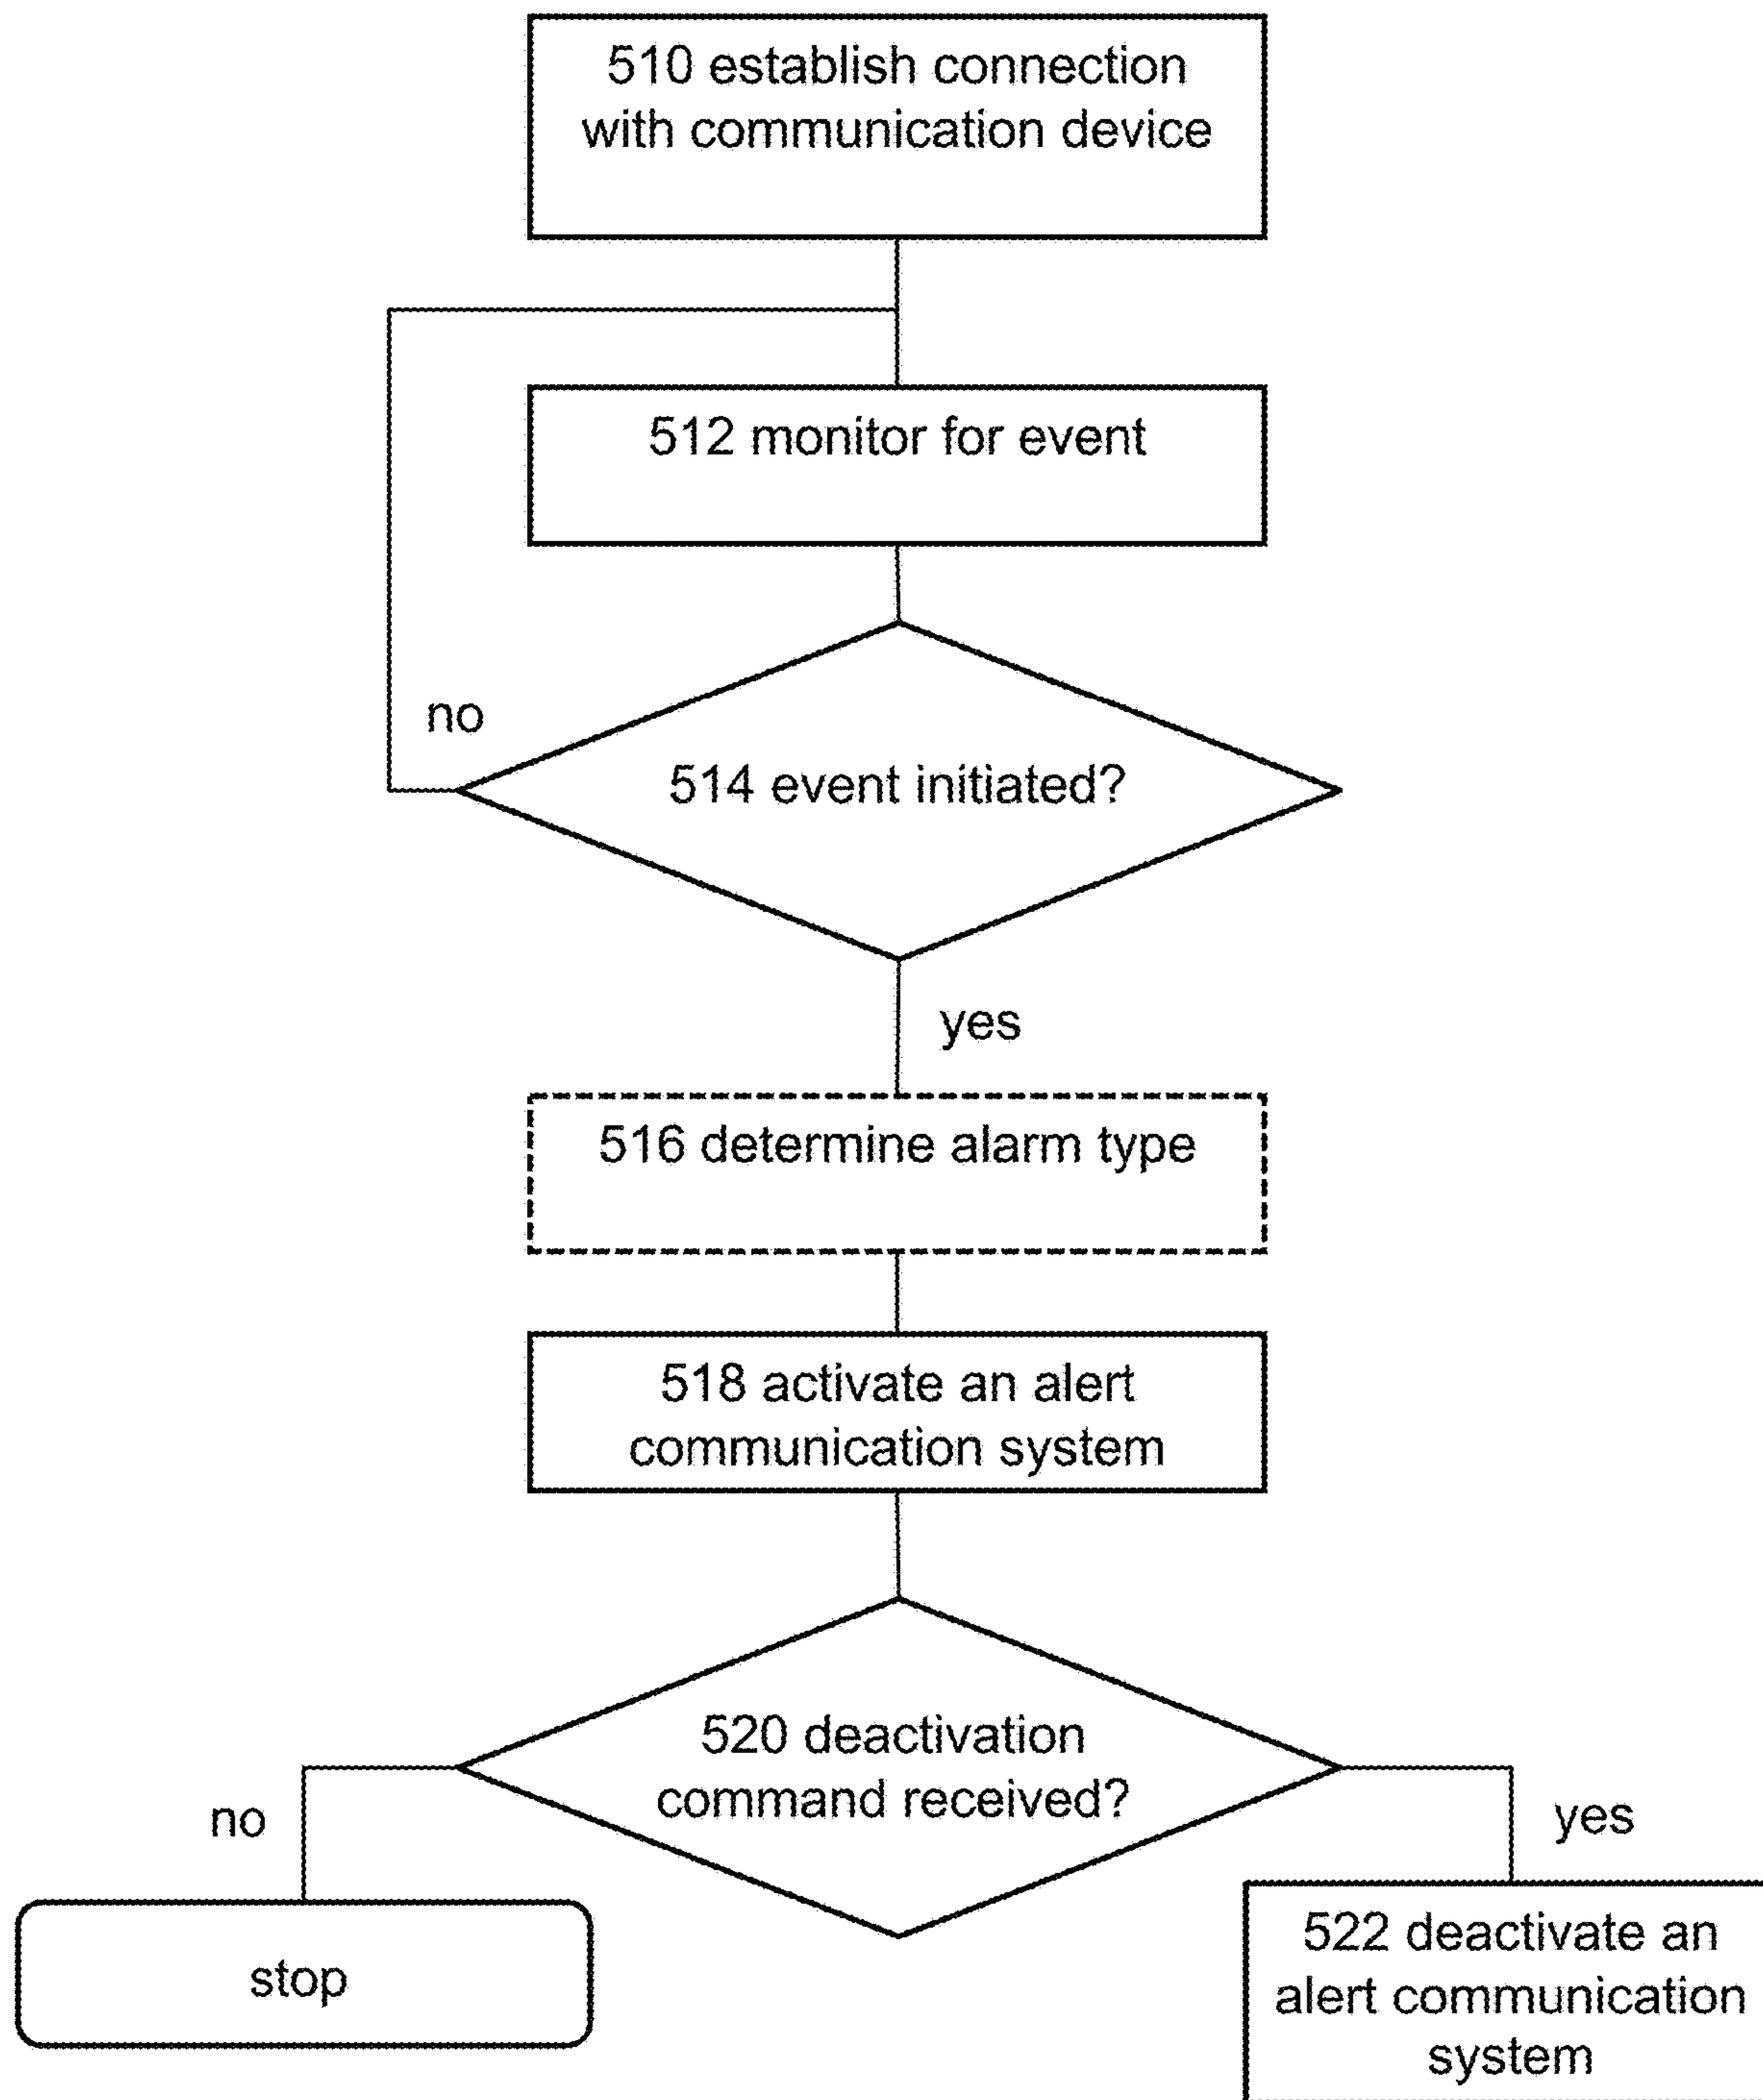 510 establish connection
with communication device
512 monitor for event
no
514 event initiated?
yes
516 determine alarm type
518 activate an alert
communication system
520 deactivation
command received?
no
yes
stop
522 deactivate an
alert communication
system